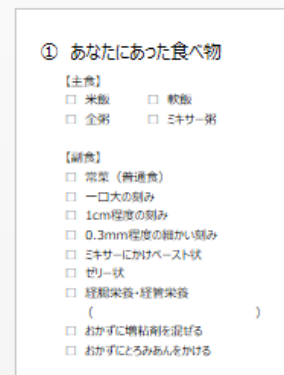 ① あなたにあった食べ物
【主食】
□ 米飯 □ 軟飯
□ 全粥 □ ミキサー粥
【副食】
□ 常菜（普通食）
□ 一口大の刻み
□ 1cm程度の刻み
□ 0.3mm程度の細かい刻み
□ ミキサーにかけペースト状
□ ゼリー状
□ 経腸栄養・経管栄養
（ ）
□ おかずに増粘剤を混ぜる
□ おかずにとろみあんをかける